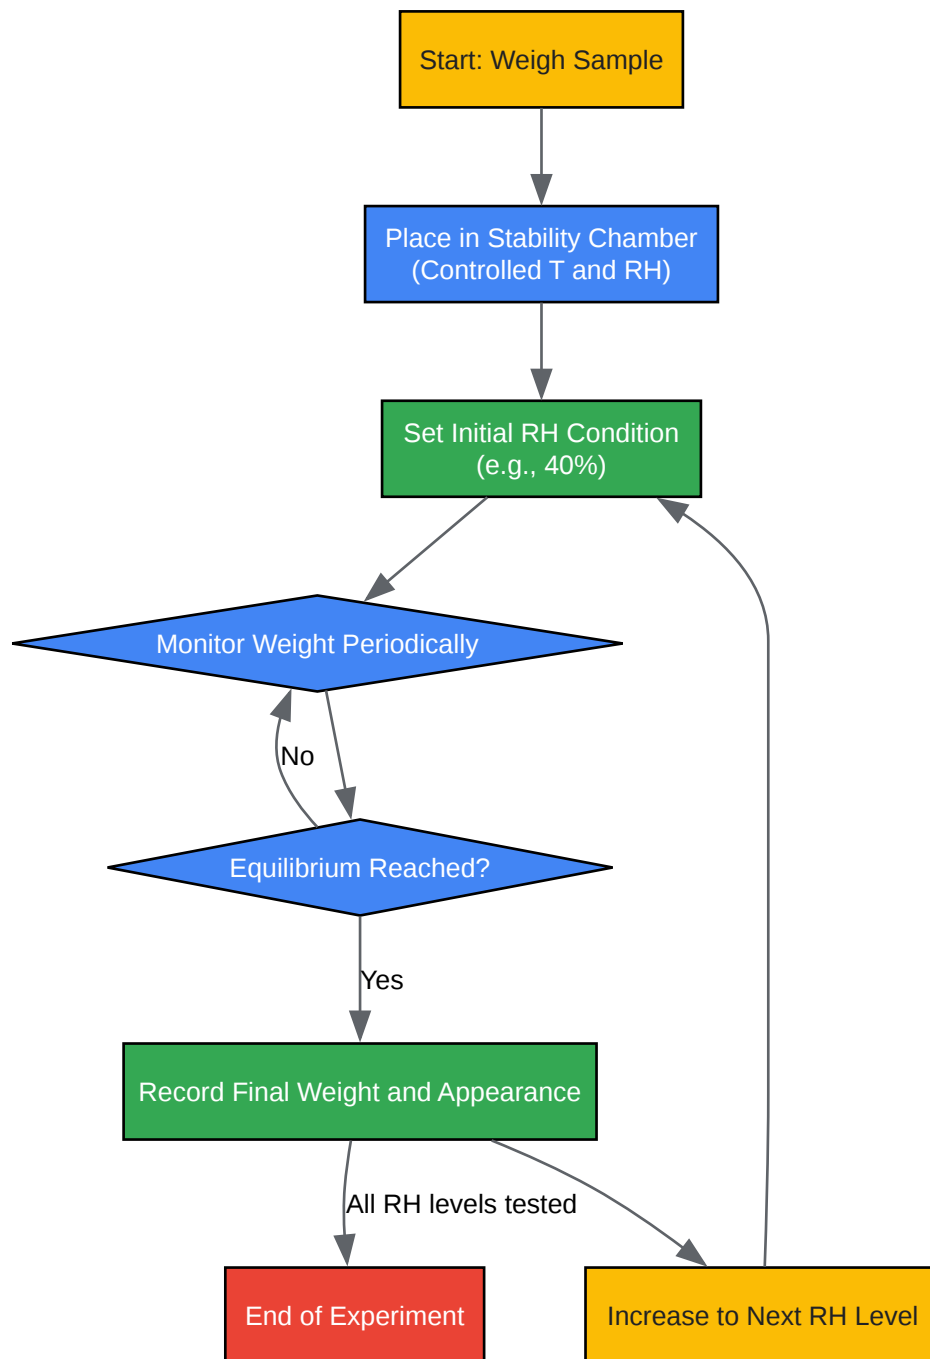 Start: Weigh Sample
Place in Stability Chamber
(Controlled T and RH)
Set Initial RH Condition
(e.g., 40%)
Monitor Weight Periodically
No
Equilibrium Reached?
Yes
Record Final Weight and Appearance
All RH levels tested
End of Experiment
Increase to Next RH Level